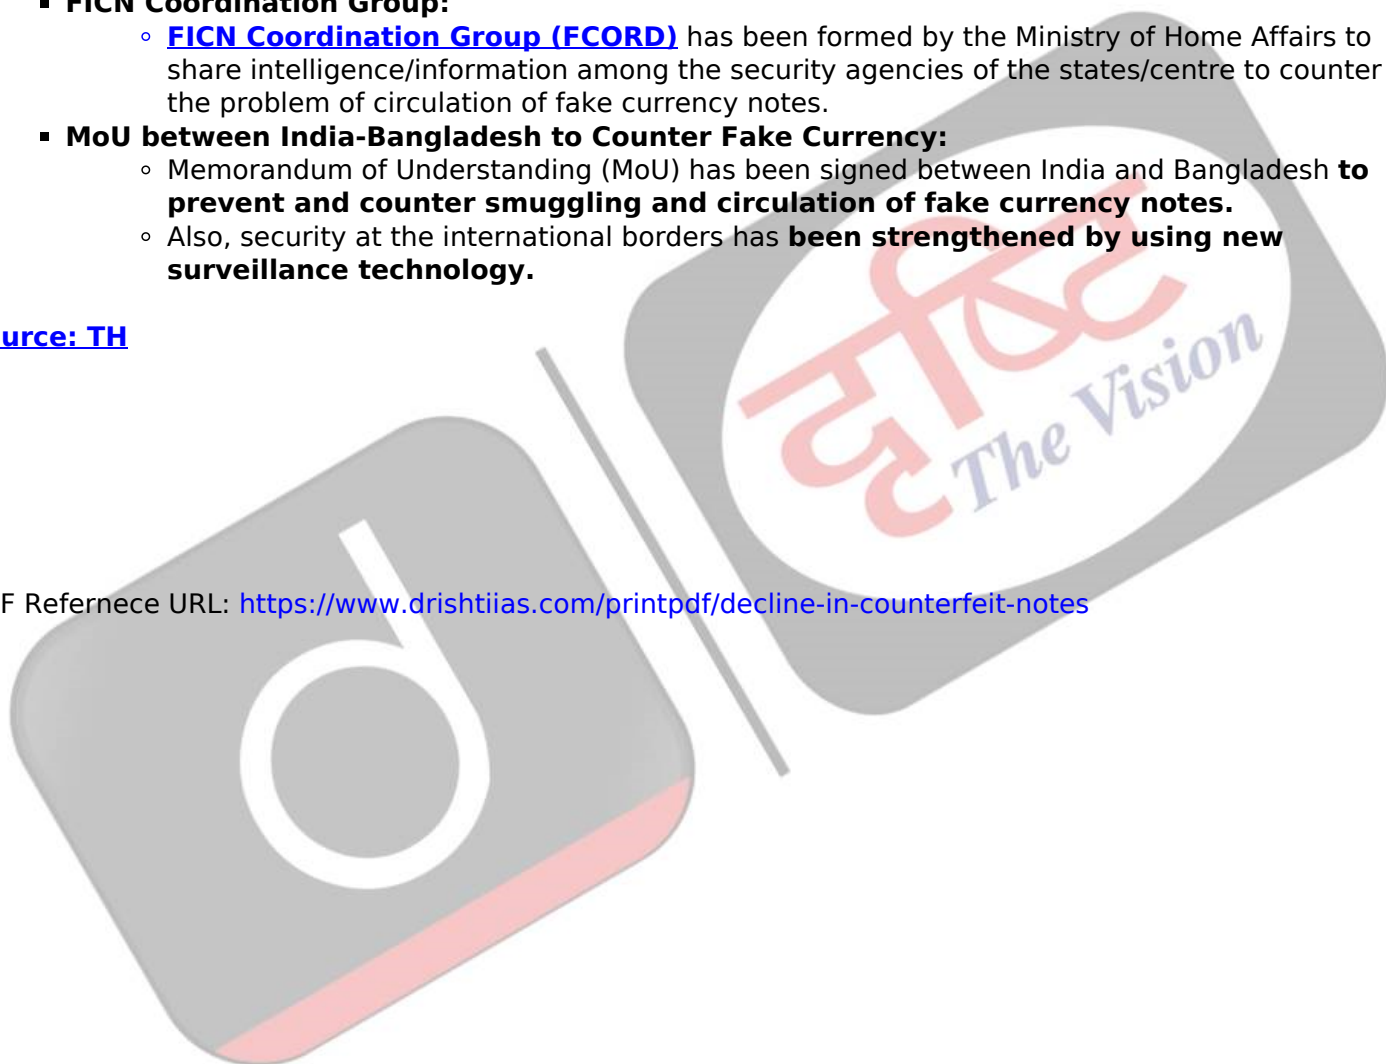 ▪ FICN Coordination Group:
◦ FICN Coordination Group (FCORD) has been formed by the Ministry of Home Affairs to
share intelligence/information among the security agencies of the states/centre to counter
the problem of circulation of fake currency notes.
▪ MoU between India-Bangladesh to Counter Fake Currency:
◦ Memorandum of Understanding (MoU) has been signed between India and Bangladesh to
prevent and counter smuggling and circulation of fake currency notes.
◦ Also, security at the international borders has been strengthened by using new
surveillance technology.
urce: TH
दृष्टि
The Vision
d
F Refernece URL: https://www.drishtiias.com/printpdf/decline-in-counterfeit-notes